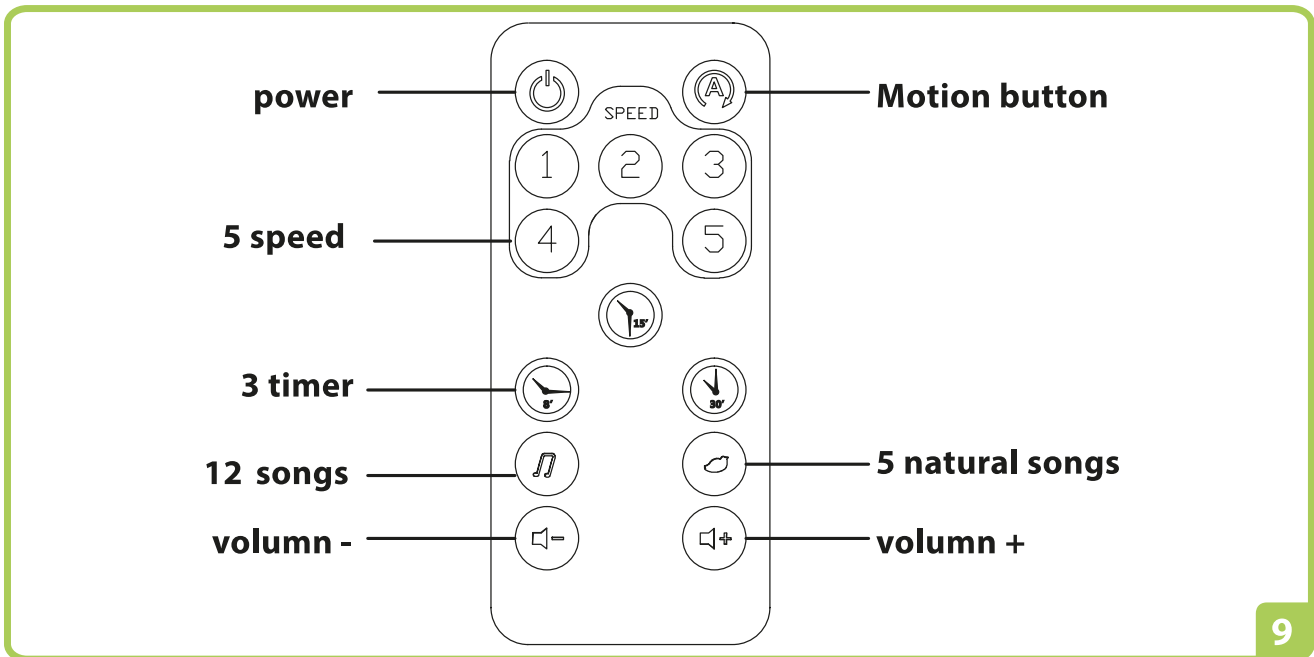 power
A
Motion button
SPEED
1 2 3
5 speed
4 5
15'
3 timer
8' 30'
12 songs
5 natural songs
volumn -
volumn +
9